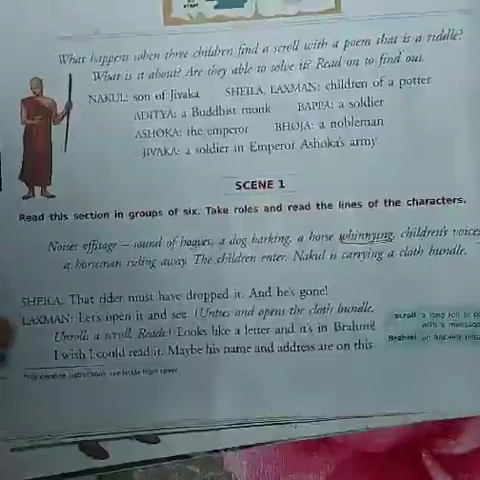 START
What happens when three children find a scroll with a poem that is a riddle?
What is it about? Are they able to solve it? Read on to find out.
NAKUL: son of Jivaka SHEILA, LAXMAN: children of a potter
ADITYA: a Buddhist monk BAPPA: a soldier
ASHOKA: the emperor BHOJA: a nobleman
JIVAKA: a soldier in Emperor Ashoka's army
SCENE 1
Read this section in groups of six. Take roles and read the lines of the characters.
Noises offstage – sound of hooves, a dog barking, a horse whinnying, children's voices
a horseman riding away. The children enter. Nakul is carrying a cloth bundle.
SHEILA: That rider must have dropped it. And he's gone!
LAXMAN: Let's open it and see. (Unties and opens the cloth bundle.
Unrolls a scroll. Reads) Looks like a letter and it's in Brahmi!
I wish I could read it. Maybe his name and address are on this
scroll a long roll of
with a message
Brahmi an ancient
see inside front cover